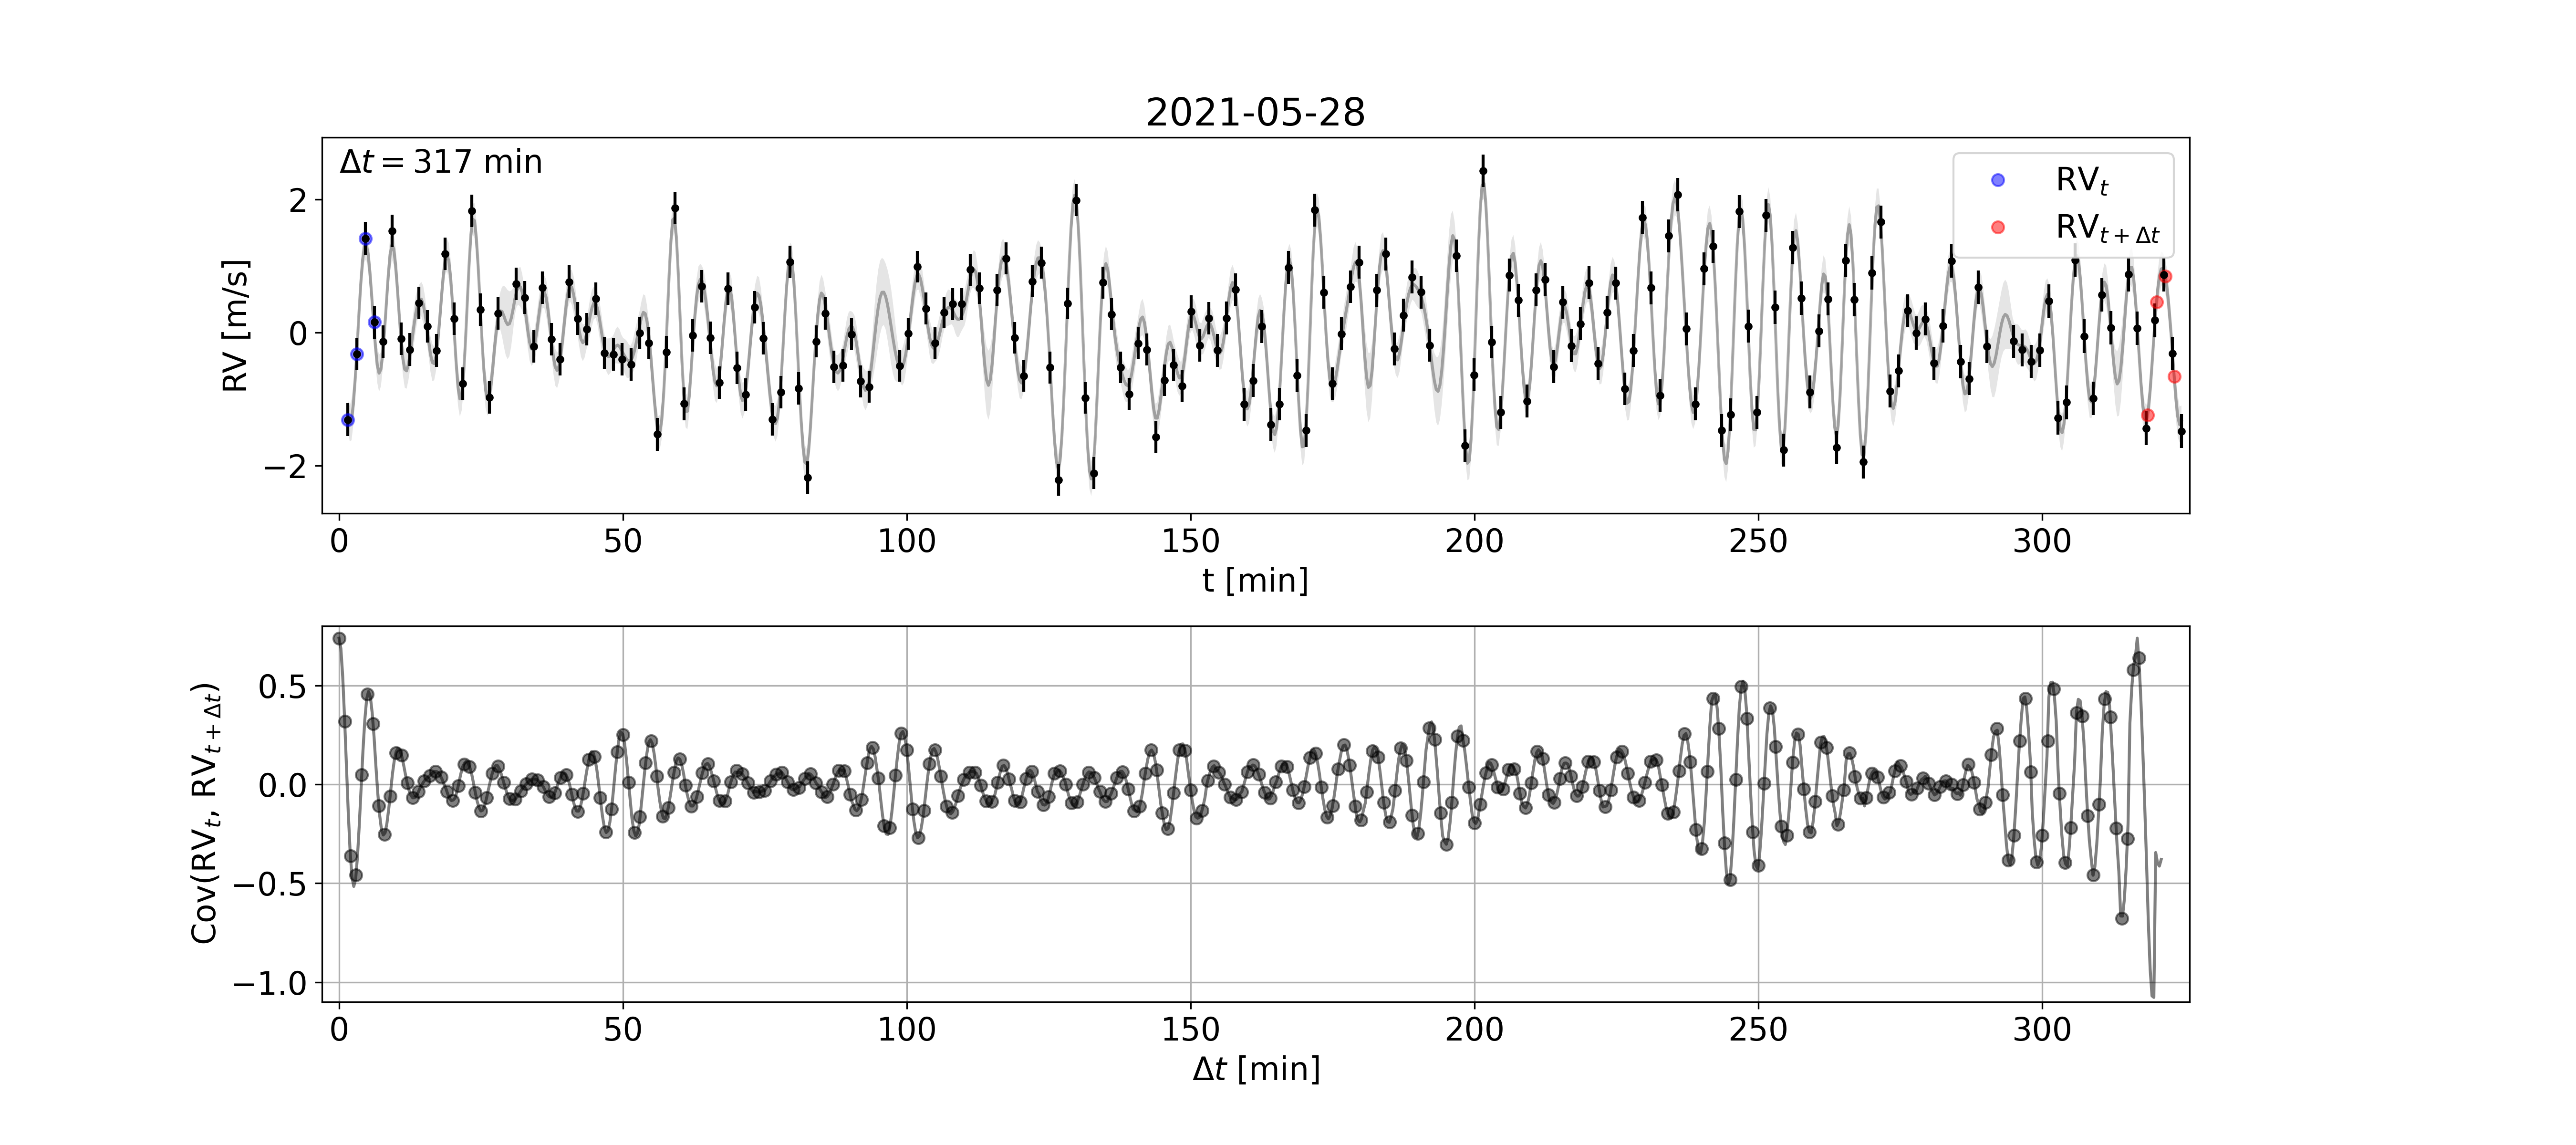 2021-05-28
Δt = 317 min
RV_t
RV_{t+Δt}
RV [m/s]
2
0
−2
0 50 100 150 200 250 300
t [min]
Cov(RV_t, RV_{t+Δt})
0.5
0.0
−0.5
−1.0
0 50 100 150 200 250 300
Δt [min]